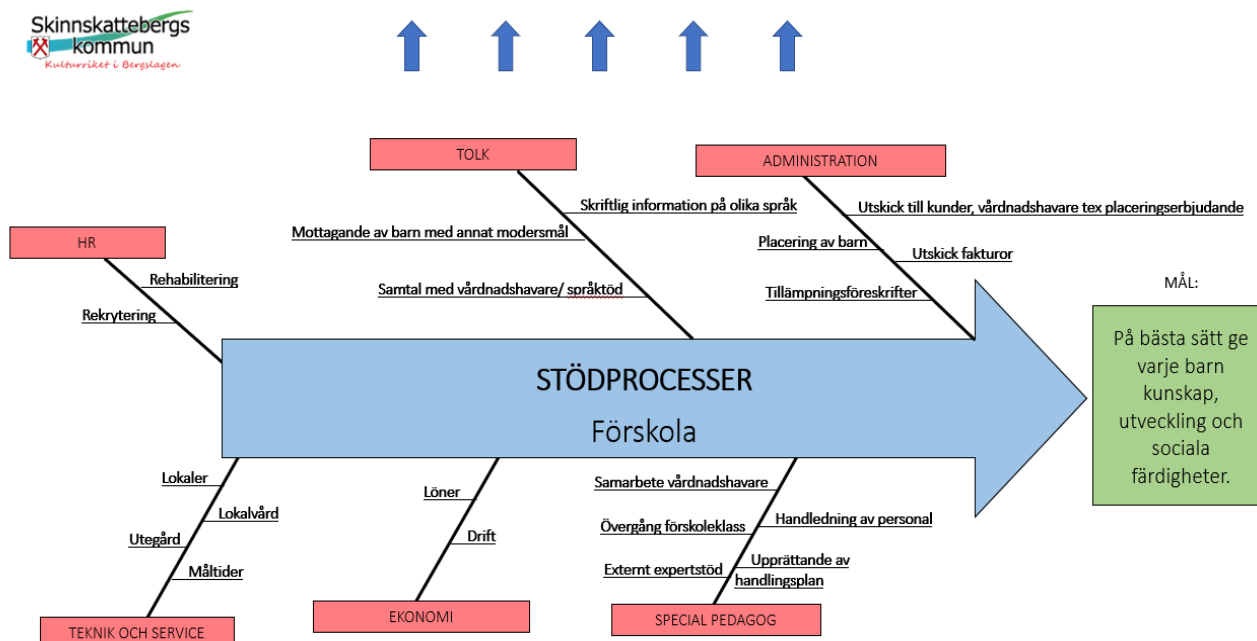 Skinnskattebergs
kommun
Kulturriket i Bergslagen
TOLK
ADMINISTRATION
Skriftlig information på olika språk
Utskick till kunder, vårdnadshavare tex placeringserbjudande
HR
Mottagande av barn med annat modersmål
Placering av barn
Utskick fakturor
Rehabilitering
Samtal med vårdnadshavare/ språktöd
Tillämpningsföreskrifter
Rekrytering
MÅL:
På bästa sätt ge
varje barn
kunskap,
utveckling och
sociala
färdigheter.
STÖDPROCESSER
Förskola
Lokaler
Lokalvård
Utegård
Måltider
Löner
Drift
Samarbete vårdnadshavare
Övergång förskoleklass
Handledning av personal
Externt expertstöd
Upprättande av
handlingsplan
TEKNIK OCH SERVICE
EKONOMI
SPECIAL PEDAGOG